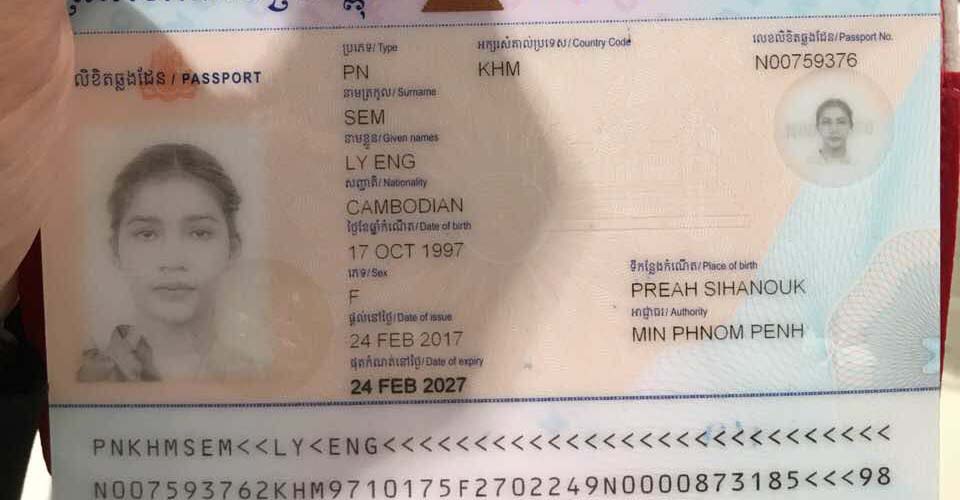 លិខិតឆ្លងដែន / PASSPORT
ប្រភេទ/ Type
PN
អក្សរសំគាល់ប្រទេស/ Country Code
KHM
លេខលិខិតឆ្លងដែន/ Passport No.
N00759376
នាមត្រកូល/ Surname
SEM
នាមខ្លួន/ Given names
LY ENG
សញ្ជាតិ/ Nationality
CAMBODIAN
ថ្ងៃខែឆ្នាំកំណើត/ Date of birth
17 OCT 1997
ភេទ/ Sex
F
ទីកន្លែងកំណើត/ Place of birth
PREAH SIHANOUK
ផ្តល់នៅថ្ងៃ/ Date of issue
24 FEB 2017
អាជ្ញាធរ/ Authority
MIN PHNOM PENH
ផុតកំណត់នៅថ្ងៃ/ Date of expiry
24 FEB 2027
PNKHMSEM<<LY<ENG<<<<<<<<<<<<<<<<<<<<<<<<<<<<
N007593762KHM9710175F2702249N0000873185<<<98